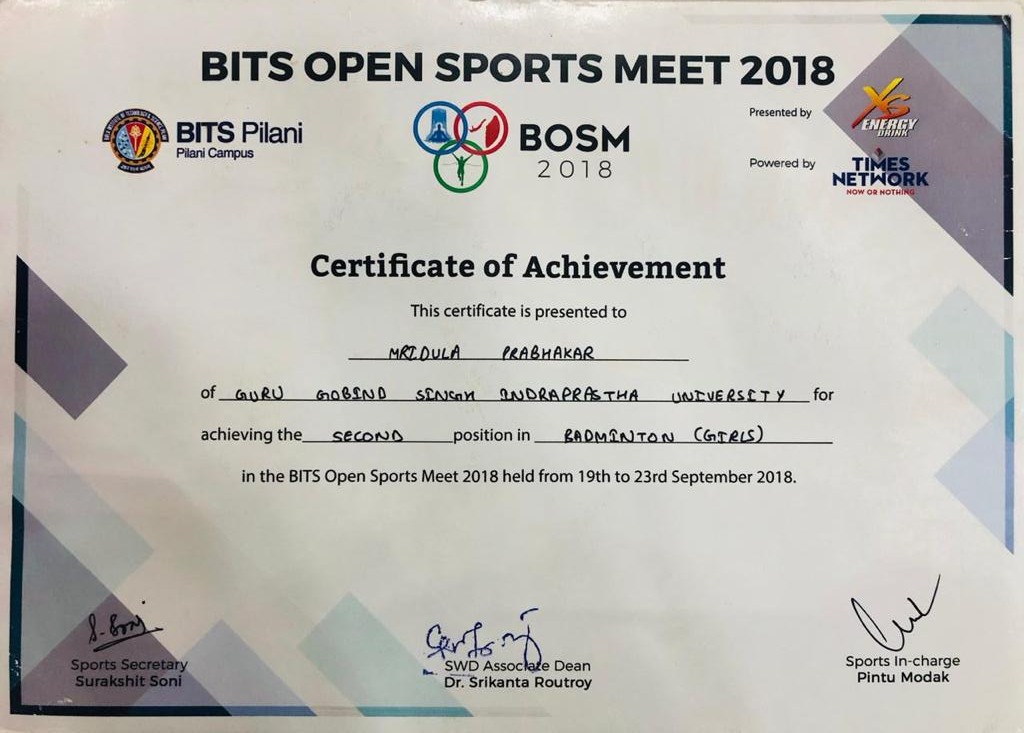 BITS OPEN SPORTS MEET 2018
BITS Pilani
Pilani Campus
BOSM
2018
Presented by
XG
ENERGY
DRINK
Powered by
TIMES
NETWORK
NOW OR NOTHING
Certificate of Achievement
This certificate is presented to
MRIDULA PRABHAKAR
of GURU GOBIND SINGH INDRAPRASTHA UNIVERSITY for
achieving the SECOND position in BADMINTON (GIRLS)
in the BITS Open Sports Meet 2018 held from 19th to 23rd September 2018.
S. Soni
Sports Secretary
Surakshit Soni
SWD Associate Dean
Dr. Srikanta Routroy
Sports In-charge
Pintu Modak